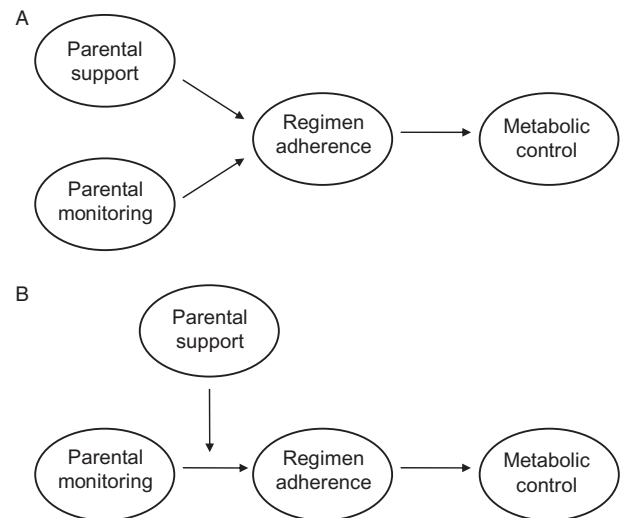 A
Parental
support
Regimen
adherence
Metabolic
control
Parental
monitoring
B
Parental
support
Parental
monitoring
Regimen
adherence
Metabolic
control